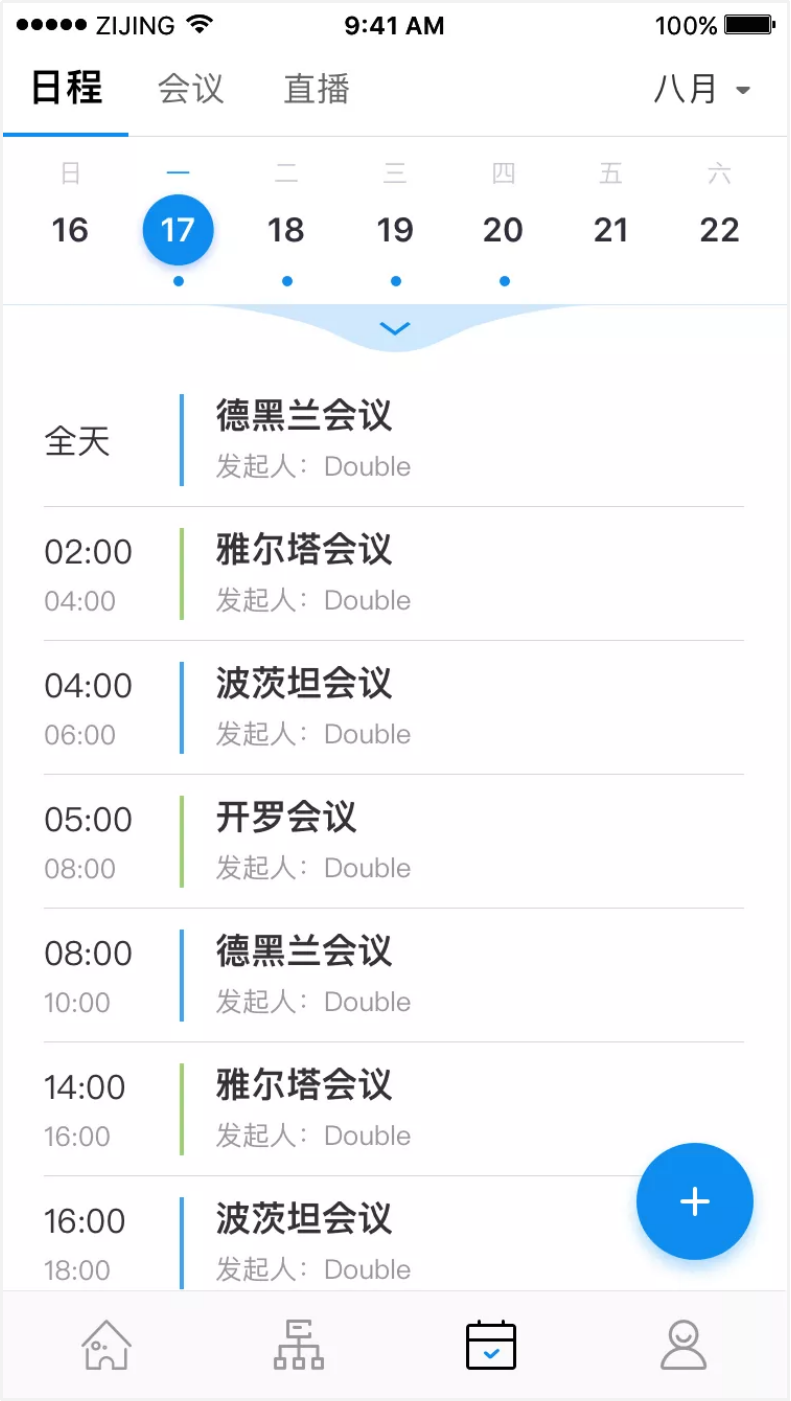 ZIJING 9:41 AM 100%
日程 会议 直播 八月
日 一 二 三 四 五 六
16 17 18 19 20 21 22
全天
德黑兰会议
发起人：Double
02:00
04:00
雅尔塔会议
发起人：Double
04:00
06:00
波茨坦会议
发起人：Double
05:00
08:00
开罗会议
发起人：Double
08:00
10:00
德黑兰会议
发起人：Double
14:00
16:00
雅尔塔会议
发起人：Double
16:00
18:00
波茨坦会议
发起人：Double